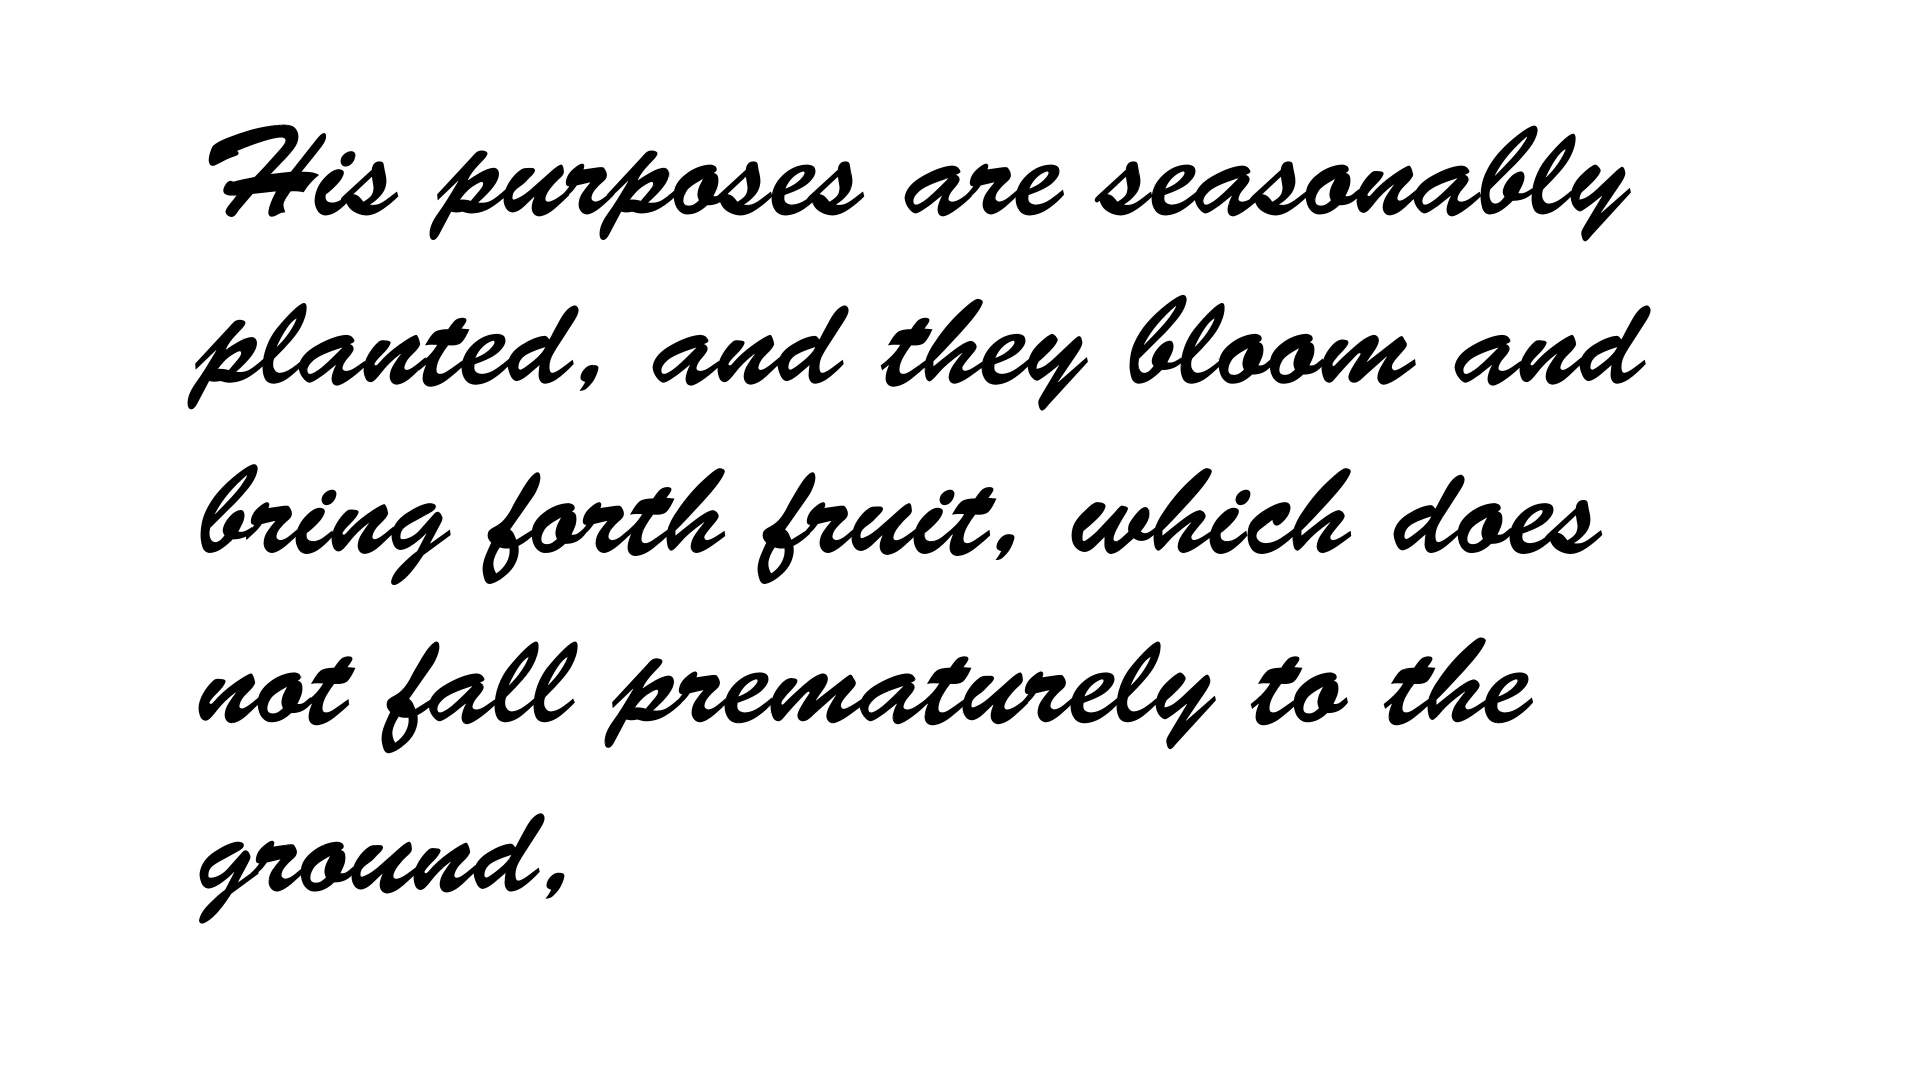 His purposes are seasonably
planted, and they bloom and
bring forth fruit, which does
not fall prematurely to the
ground,